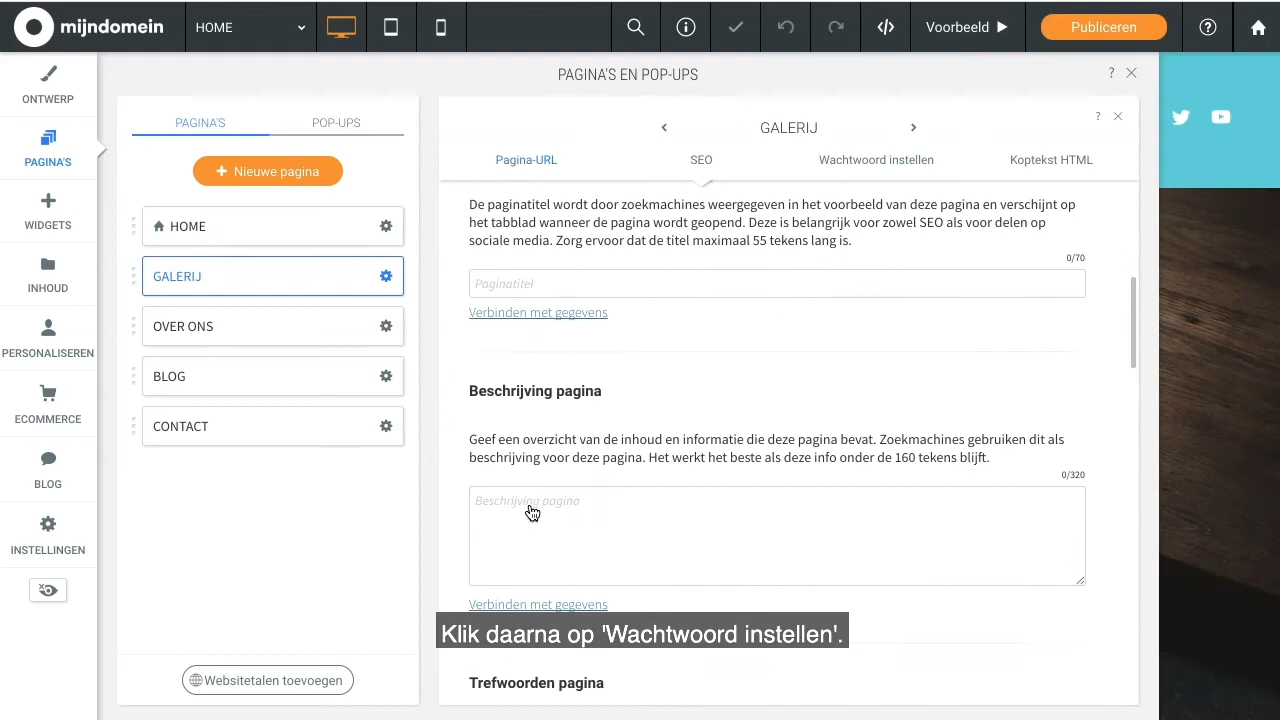 mijndomein
HOME
Voorbeeld
Publiceren
ONTWERP
PAGINA'S
WIDGETS
INHOUD
PERSONALISEREN
ECOMMERCE
BLOG
INSTELLINGEN
PAGINA'S EN POP-UPS
?
PAGINA'S
POP-UPS
+ Nieuwe pagina
HOME
GALERIJ
OVER ONS
BLOG
CONTACT
Websitetalen toevoegen
GALERIJ
?
Pagina-URL
SEO
Wachtwoord instellen
Koptekst HTML
De paginatitel wordt door zoekmachines weergegeven in het voorbeeld van deze pagina en verschijnt op
het tabblad wanneer de pagina wordt geopend. Deze is belangrijk voor zowel SEO als voor delen op
sociale media. Zorg ervoor dat de titel maximaal 55 tekens lang is.
0/70
Paginatitel
Verbinden met gegevens
Beschrijving pagina
Geef een overzicht van de inhoud en informatie die deze pagina bevat. Zoekmachines gebruiken dit als
beschrijving voor deze pagina. Het werkt het beste als deze info onder de 160 tekens blijft.
0/320
Beschrijving pagina
Verbinden met gegevens
Klik daarna op 'Wachtwoord instellen'.
Trefwoorden pagina